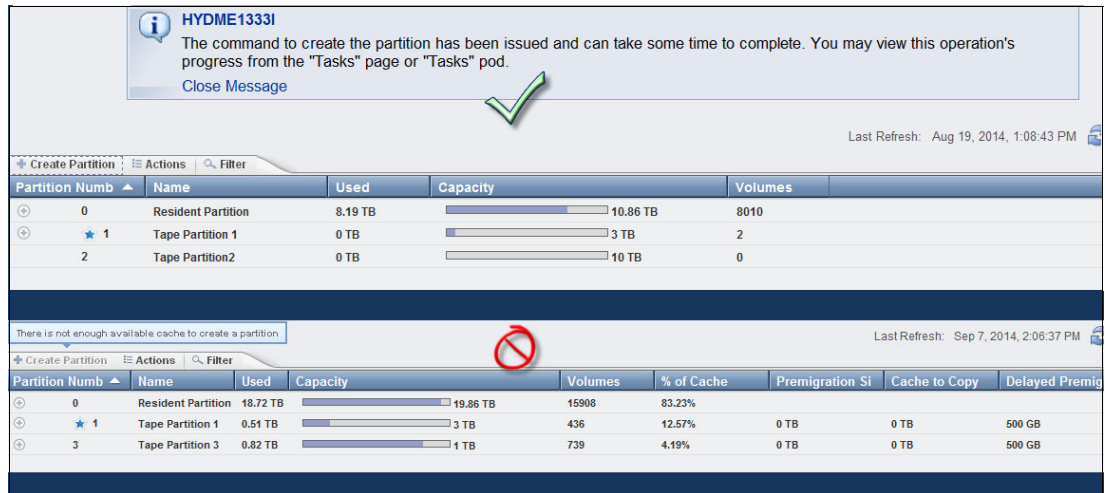 HYDME1333I
The command to create the partition has been issued and can take some time to complete. You may view this operation's
progress from the "Tasks" page or "Tasks" pod.
Close Message
Last Refresh: Aug 19, 2014, 1:08:43 PM
Create Partition Actions Filter
Partition Numb Name Used Capacity Volumes
0 Resident Partition 8.19 TB 10.86 TB 8010
1 Tape Partition 1 0 TB 3 TB 2
2 Tape Partition2 0 TB 10 TB 0
There is not enough available cache to create a partition
Last Refresh: Sep 7, 2014, 2:06:37 PM
Create Partition Actions Filter
Partition Numb Name Used Capacity Volumes % of Cache Premigration Si Cache to Copy Delayed Premig
0 Resident Partition 18.72 TB 19.86 TB 15908 83.23%
1 Tape Partition 1 0.51 TB 3 TB 436 12.57% 0 TB 0 TB 500 GB
3 Tape Partition 3 0.82 TB 1 TB 739 4.19% 0 TB 0 TB 500 GB